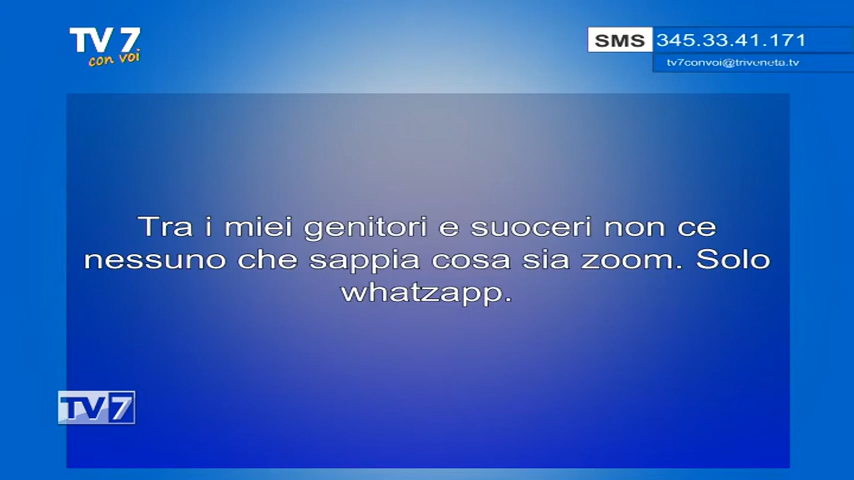 TV 7
con voi
SMS 345.33.41.171
tv7convoi@triveneta.tv
Tra i miei genitori e suoceri non ce
nessuno che sappia cosa sia zoom. Solo
whatzapp.
TV7